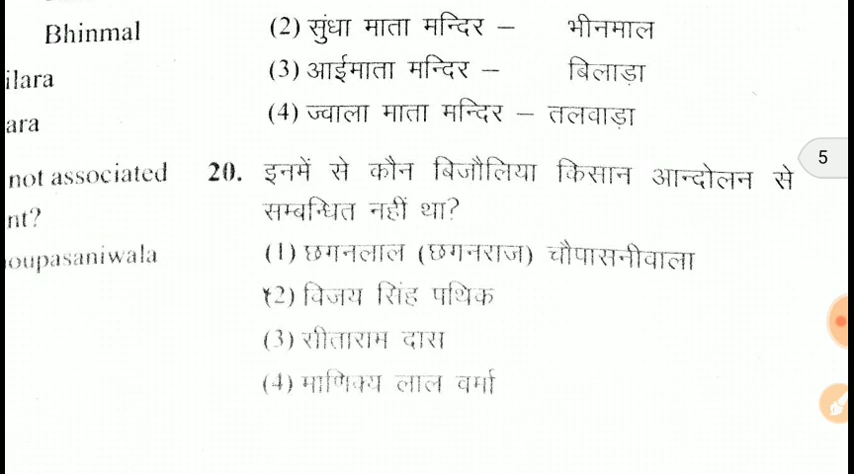 Bhinmal
(2) सुंधा माता मन्दिर – भीनमाल
ilara
(3) आईमाता मन्दिर – बिलाड़ा
ara
(4) ज्वाला माता मन्दिर – तलवाड़ा
5
not associated
20. इनमें से कौन बिजौलिया किसान आन्दोलन से
nt?
सम्बन्धित नहीं था?
oupasaniwala
(1) छगनलाल (छगनराज) चौपासनीवाला
(2) विजय सिंह पथिक
(3) सीताराम दास
(4) माणिक्य लाल वर्मा